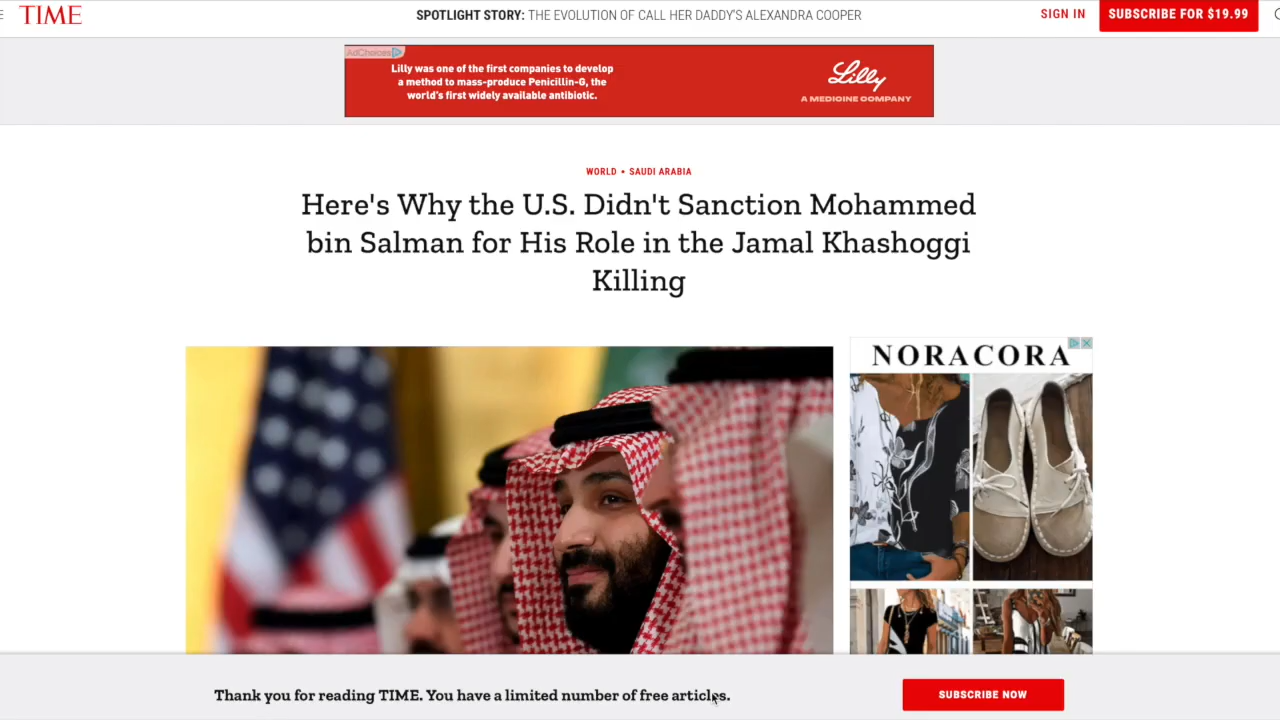 TIME
SPOTLIGHT STORY: THE EVOLUTION OF CALL HER DADDY'S ALEXANDRA COOPER
SIGN IN
SUBSCRIBE FOR $19.99
AdChoices
Lilly was one of the first companies to develop
a method to mass-produce Penicillin-G, the
world's first widely available antibiotic.
Lilly
A MEDICINE COMPANY
WORLD • SAUDI ARABIA
Here's Why the U.S. Didn't Sanction Mohammed
bin Salman for His Role in the Jamal Khashoggi
Killing
NORACORA
Thank you for reading TIME. You have a limited number of free articles.
SUBSCRIBE NOW